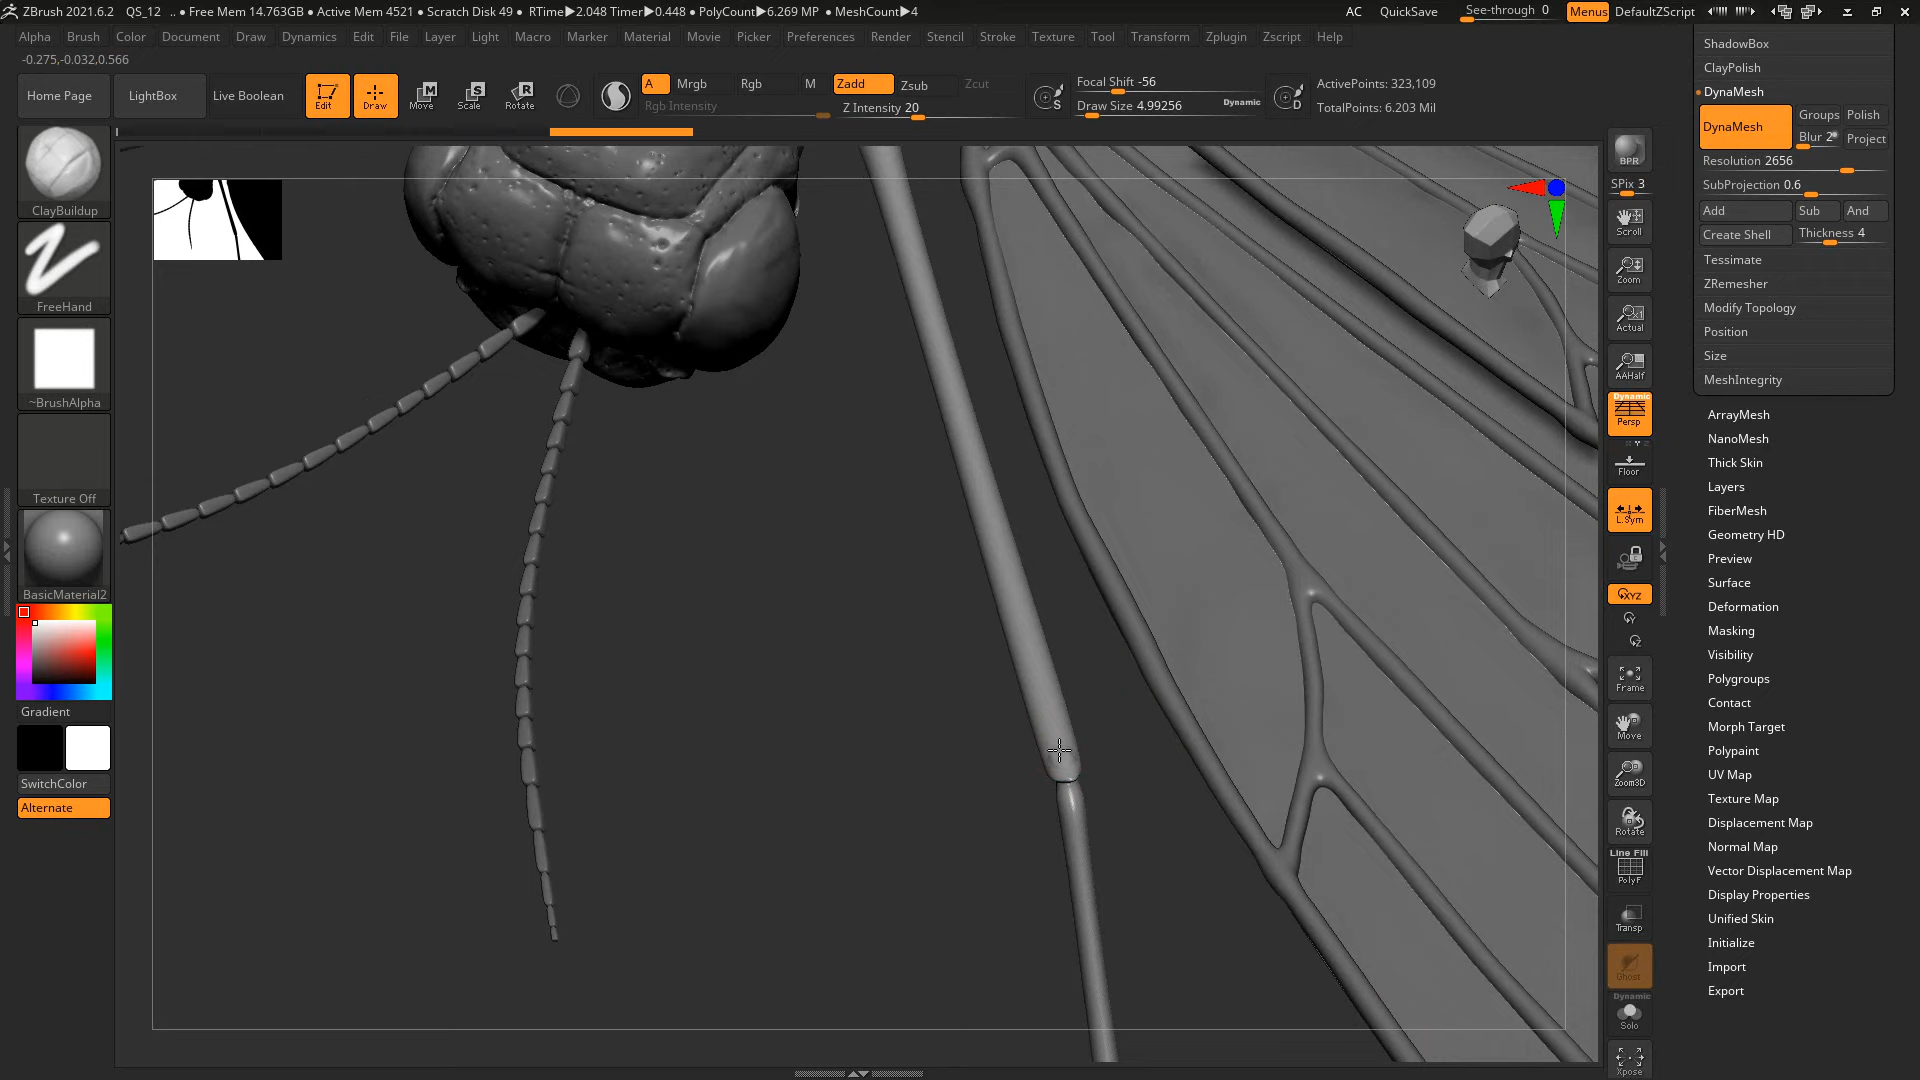 ZBrush 2021.6.2 QS_12 .. ● Free Mem 14.763GB ● Active Mem 4521 ● Scratch Disk 49 ● RTime▶2.048 Timer▶0.448 ● PolyCount▶6.269 MP ● MeshCount▶4 AC QuickSave See-through 0 Menus DefaultZScript
Alpha Brush Color Document Draw Dynamics Edit File Layer Light Macro Marker Material Movie Picker Preferences Render Stencil Stroke Texture Tool Transform Zplugin Zscript Help
-0.275,-0.032,0.566
Home Page LightBox Live Boolean Edit Draw Move Scale Rotate
A Mrgb Rgb M Zadd Zsub Zcut
Rgb Intensity Z Intensity 20
Focal Shift -56
Draw Size 4.99256 Dynamic
ActivePoints: 323,109
TotalPoints: 6.203 Mil
ClayBuildup
FreeHand
~BrushAlpha
Texture Off
BasicMaterial2
Gradient
SwitchColor
Alternate
BPR
SPix 3
Scroll
Zoom
Actual
AAHalf
Dynamic
Persp
Floor
L.Sym
XYZ
Y
Z
Frame
Move
Zoom3D
Rotate
Line Fill
PolyF
Transp
Ghost
Dynamic
Solo
Xpose
ShadowBox
ClayPolish
DynaMesh
DynaMesh Groups Polish
Blur 2 Project
Resolution 2656
SubProjection 0.6
Add Sub And
Create Shell Thickness 4
Tessimate
ZRemesher
Modify Topology
Position
Size
MeshIntegrity
ArrayMesh
NanoMesh
Thick Skin
Layers
FiberMesh
Geometry HD
Preview
Surface
Deformation
Masking
Visibility
Polygroups
Contact
Morph Target
Polypaint
UV Map
Texture Map
Displacement Map
Normal Map
Vector Displacement Map
Display Properties
Unified Skin
Initialize
Import
Export